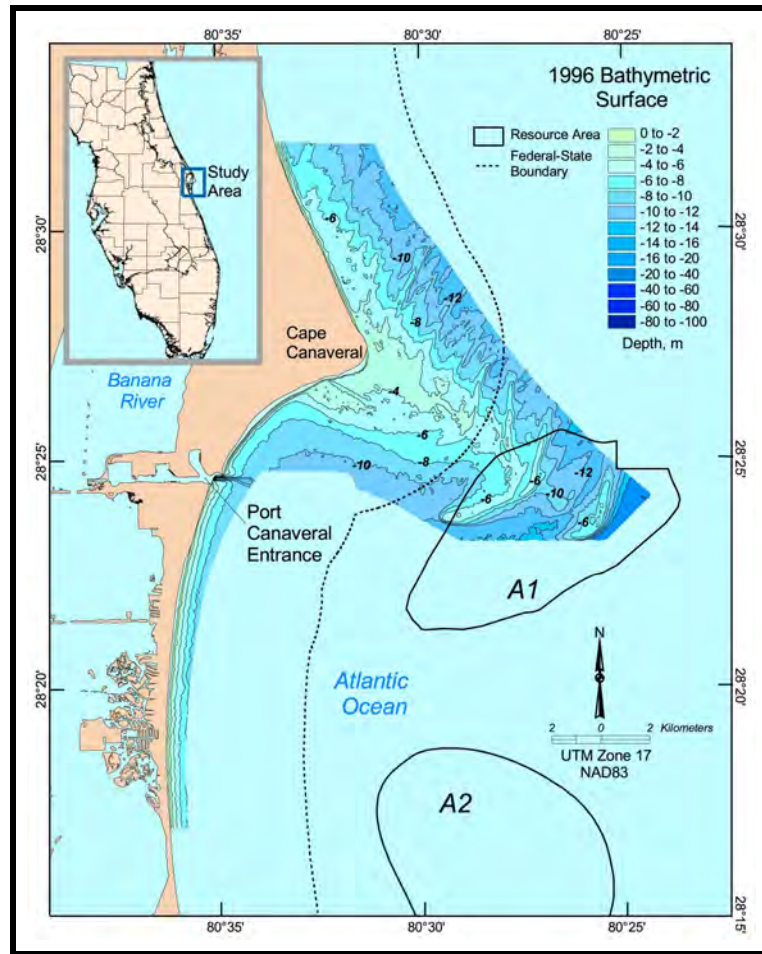 80°35'
80°30'
80°25'
1996 Bathymetric
Surface
Resource Area
Federal-State
Boundary
0 to -2
-2 to -4
-4 to -6
-6 to -8
-8 to -10
-10 to -12
-12 to -14
-14 to -16
-16 to -20
-20 to -40
-40 to -60
-60 to -80
-80 to -100
Depth, m
Study
Area
28°30'
28°30'
-6
-10
-12
-8
Cape
Canaveral
Banana
River
-4
-6
-8
-10
28°25'
28°25'
-12
-6
-10
-6
-6
Port
Canaveral
Entrance
A1
N
28°20'
28°20'
Atlantic
Ocean
2 0 2 Kilometers
UTM Zone 17
NAD83
A2
28°15'
80°35'
80°30'
80°25'